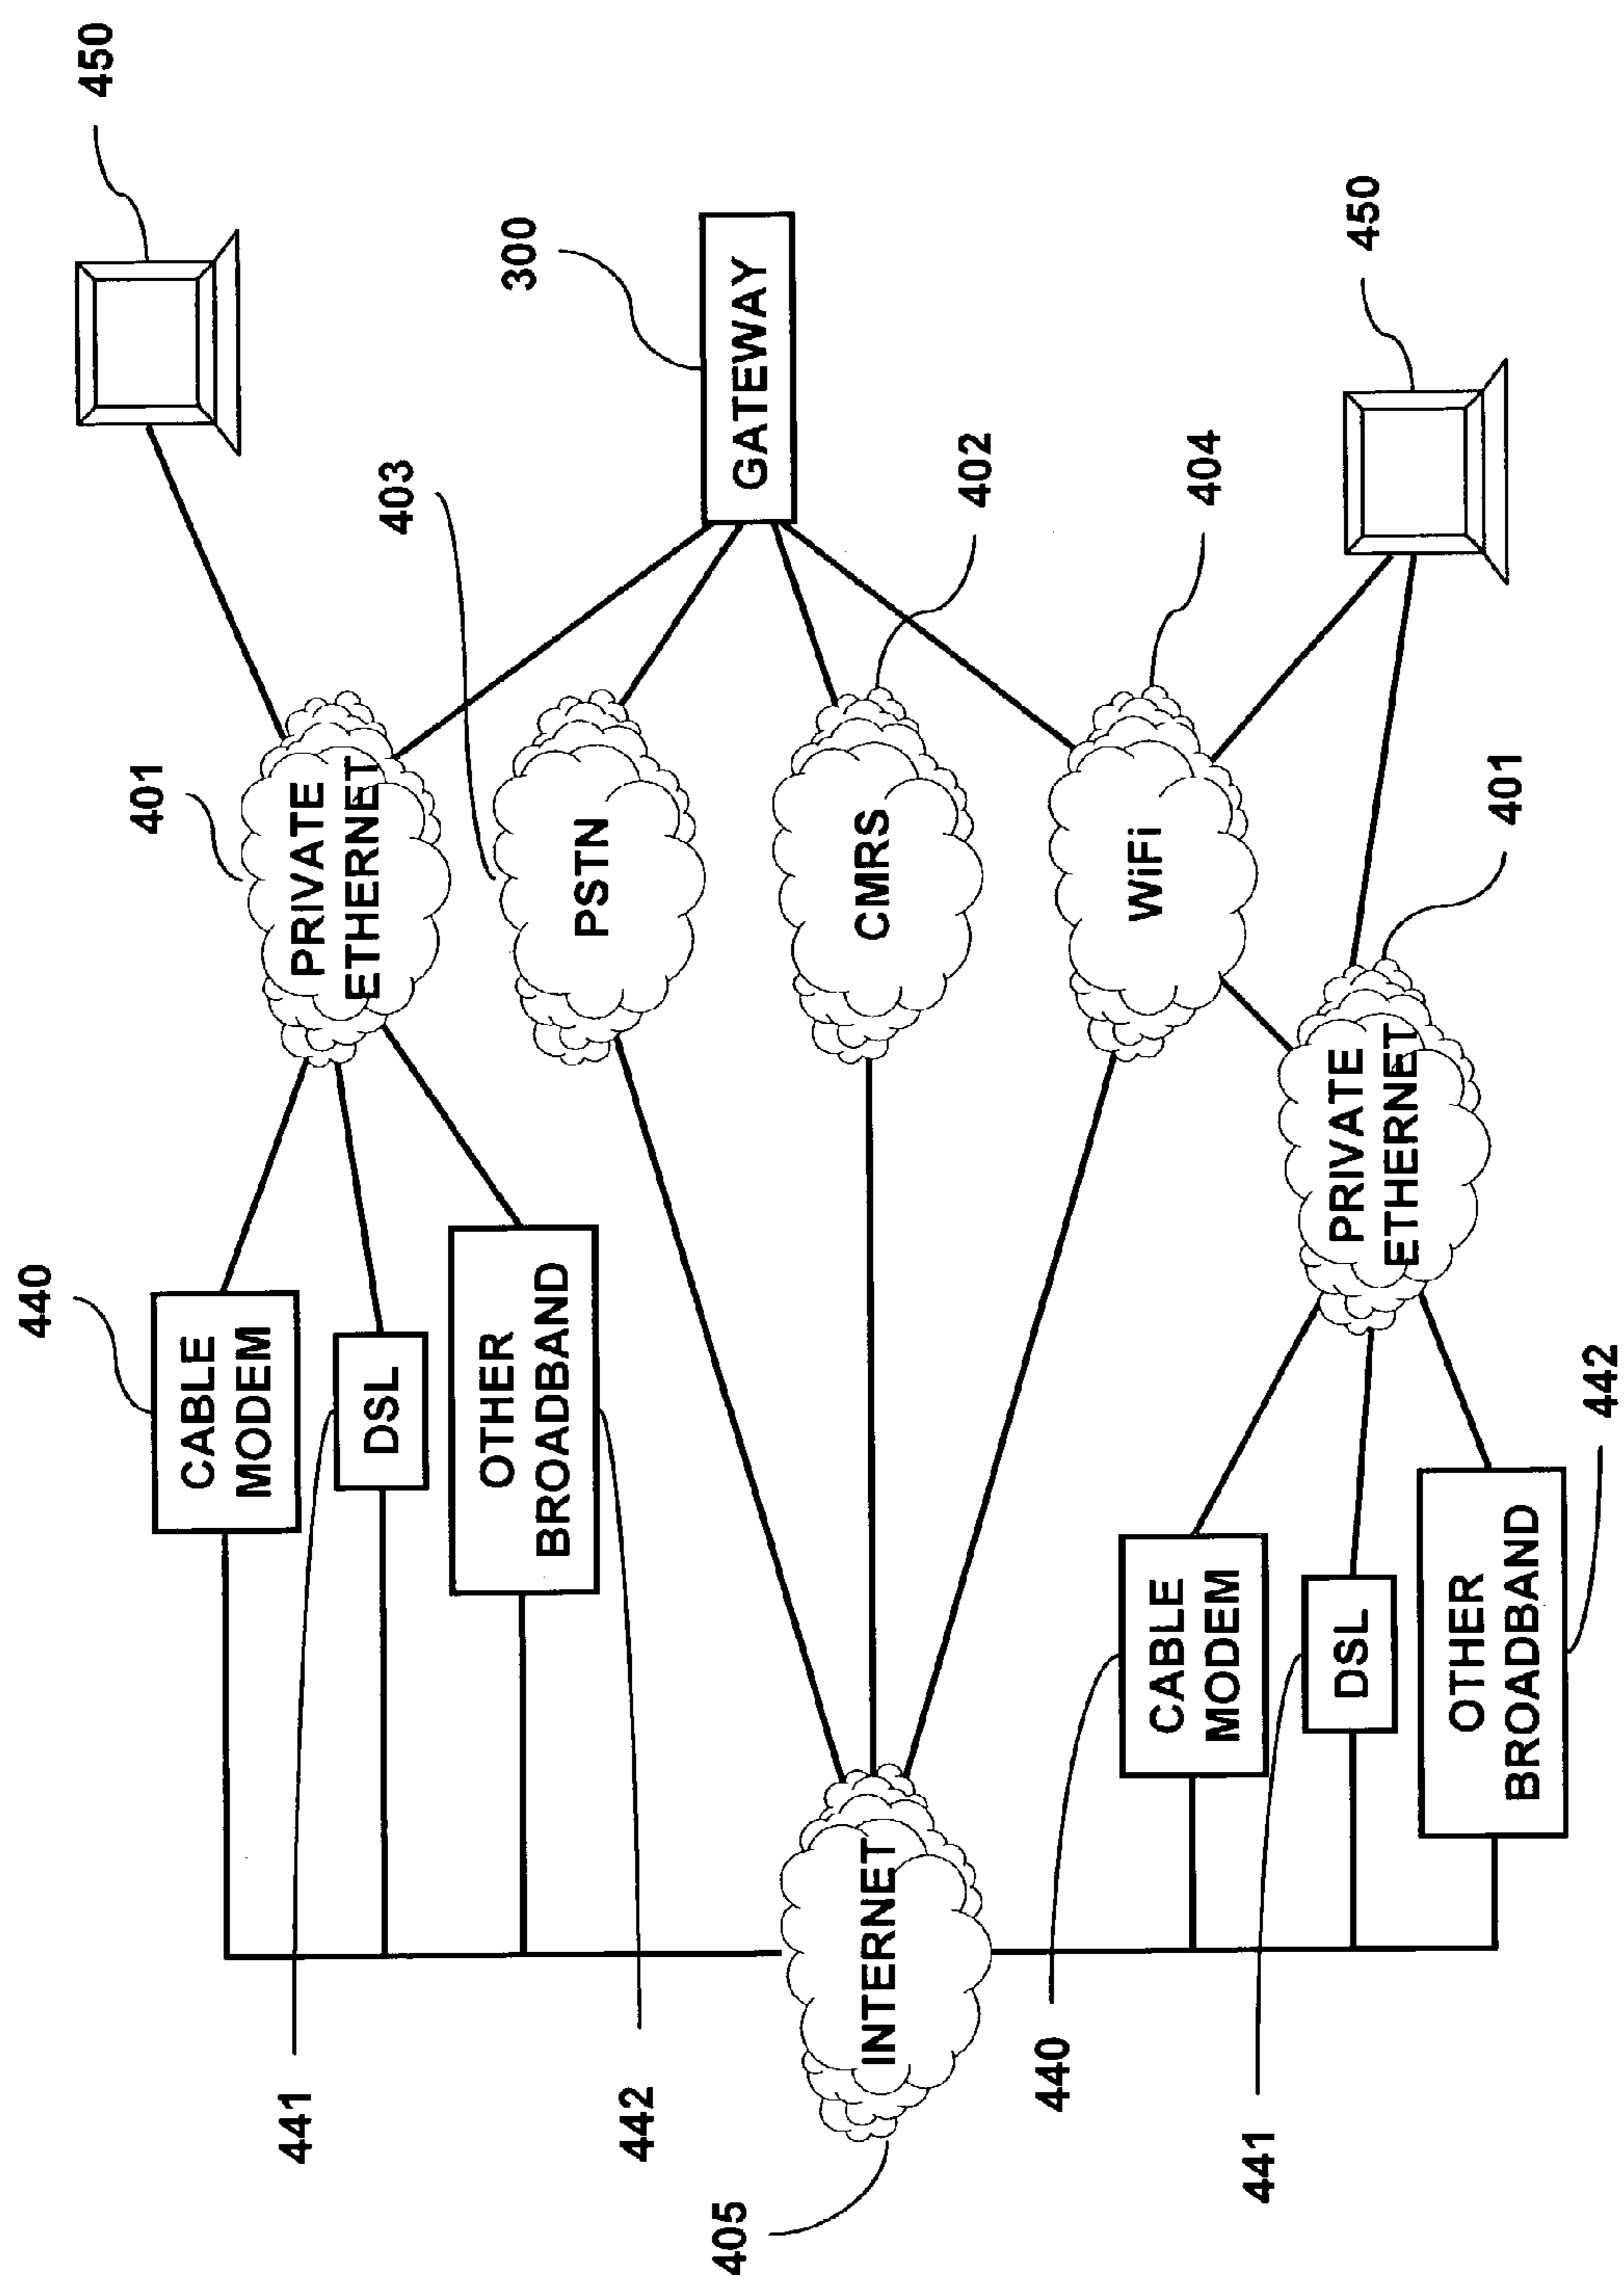 450
300
GATEWAY
450
403
402
404
401
PRIVATE
ETHERNET
PSTN
CMRS
WiFi
401
PRIVATE
ETHERNET
440
CABLE
MODEM
DSL
OTHER
BROADBAND
442
CABLE
MODEM
DSL
OTHER
BROADBAND
INTERNET
441
442
440
441
405